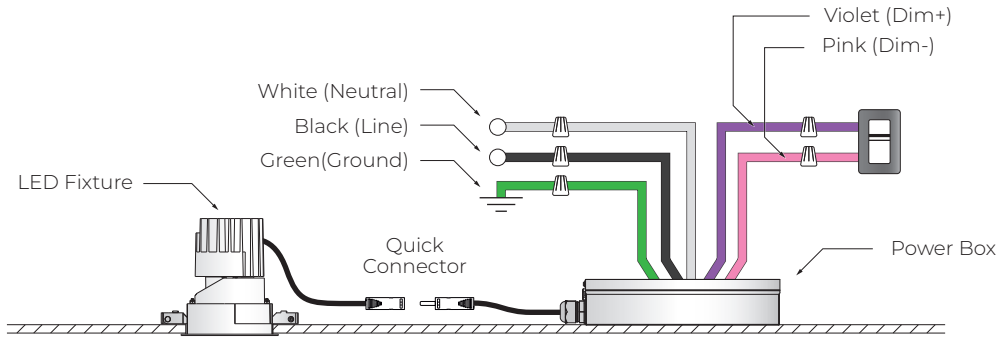 Violet (Dim+)
Pink (Dim-)
White (Neutral)
Black (Line)
Green(Ground)
LED Fixture
Quick
Connector
Power Box